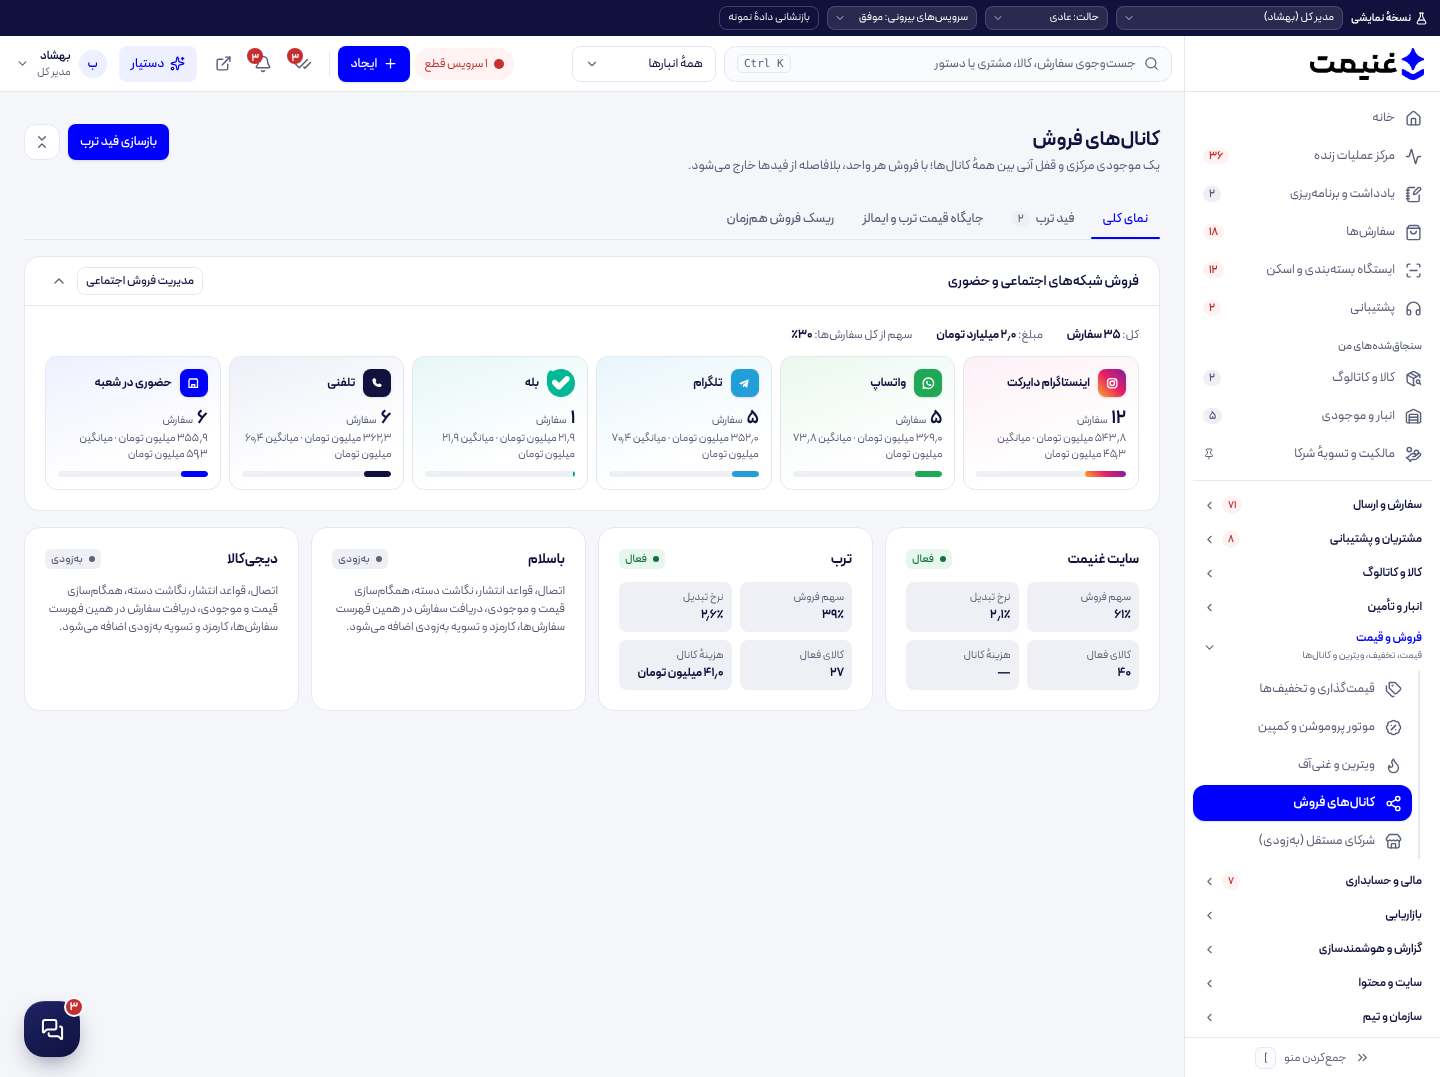 نسخهٔ نمایشی
مدیر کل (بهشاد)
حالت: عادی
سرویس‌های بیرونی: موفق
بازنشانی دادهٔ نمونه
غنیمت
جست‌وجوی سفارش، کالا، مشتری یا دستور
Ctrl K
همهٔ انبارها
۱ سرویس قطع
ایجاد
۳
۳
دستیار
ب
بهشاد
مدیر کل
خانه
مرکز عملیات زنده ۳۶
یادداشت و برنامه‌ریزی ۲
سفارش‌ها ۱۸
ایستگاه بسته‌بندی و اسکن ۱۲
پشتیبانی ۲
سنجاق‌شده‌های من
کالا و کاتالوگ ۲
انبار و موجودی ۵
مالکیت و تسویهٔ شرکا
سفارش و ارسال ۷۱
مشتریان و پشتیبانی ۸
کالا و کاتالوگ
انبار و تأمین
فروش و قیمت
قیمت، تخفیف، ویترین و کانال‌ها
قیمت‌گذاری و تخفیف‌ها
موتور پروموشن و کمپین
ویترین و غنی‌آف
کانال‌های فروش
شرکای مستقل (به‌زودی)
مالی و حسابداری ۷
بازاریابی
گزارش و هوشمندسازی
سایت و محتوا
سازمان و تیم
جمع‌کردن منو [
کانال‌های فروش
یک موجودی مرکزی و قفل آنی بین همهٔ کانال‌ها؛ با فروش هر واحد، بلافاصله از فیدها خارج می‌شود.
بازسازی فید ترب
نمای کلی
فید ترب ۲
جایگاه قیمت ترب و ایمالز
ریسک فروش هم‌زمان
فروش شبکه‌های اجتماعی و حضوری
مدیریت فروش اجتماعی
کل: ۳۵ سفارش
مبلغ: ۲٫۰ میلیارد تومان
سهم از کل سفارش‌ها: ۳۰٪
اینستاگرام دایرکت
۱۲ سفارش
۵۴۳٫۸ میلیون تومان · میانگین
۴۵٫۳ میلیون تومان
واتساپ
۵ سفارش
۳۶۹٫۰ میلیون تومان · میانگین ۷۳٫۸
میلیون تومان
تلگرام
۵ سفارش
۳۵۲٫۰ میلیون تومان · میانگین ۷۰٫۴
میلیون تومان
بله
۱ سفارش
۲۱٫۹ میلیون تومان · میانگین ۲۱٫۹
میلیون تومان
تلفنی
۶ سفارش
۳۶۲٫۳ میلیون تومان · میانگین ۶۰٫۴
میلیون تومان
حضوری در شعبه
۶ سفارش
۳۵۵٫۹ میلیون تومان · میانگین
۵۹٫۳ میلیون تومان
سایت غنیمت
فعال
سهم فروش
۶۱٪
نرخ تبدیل
۲٫۱٪
کالای فعال
۴۰
هزینهٔ کانال
—
ترب
فعال
سهم فروش
۳۹٪
نرخ تبدیل
۲٫۶٪
کالای فعال
۲۷
هزینهٔ کانال
۴۱٫۰ میلیون تومان
باسلام
به‌زودی
اتصال، قواعد انتشار، نگاشت دسته، همگام‌سازی
قیمت و موجودی، دریافت سفارش در همین فهرست
سفارش‌ها، کارمزد و تسویه به‌زودی اضافه می‌شود.
دیجی‌کالا
به‌زودی
اتصال، قواعد انتشار، نگاشت دسته، همگام‌سازی
قیمت و موجودی، دریافت سفارش در همین فهرست
سفارش‌ها، کارمزد و تسویه به‌زودی اضافه می‌شود.
۳